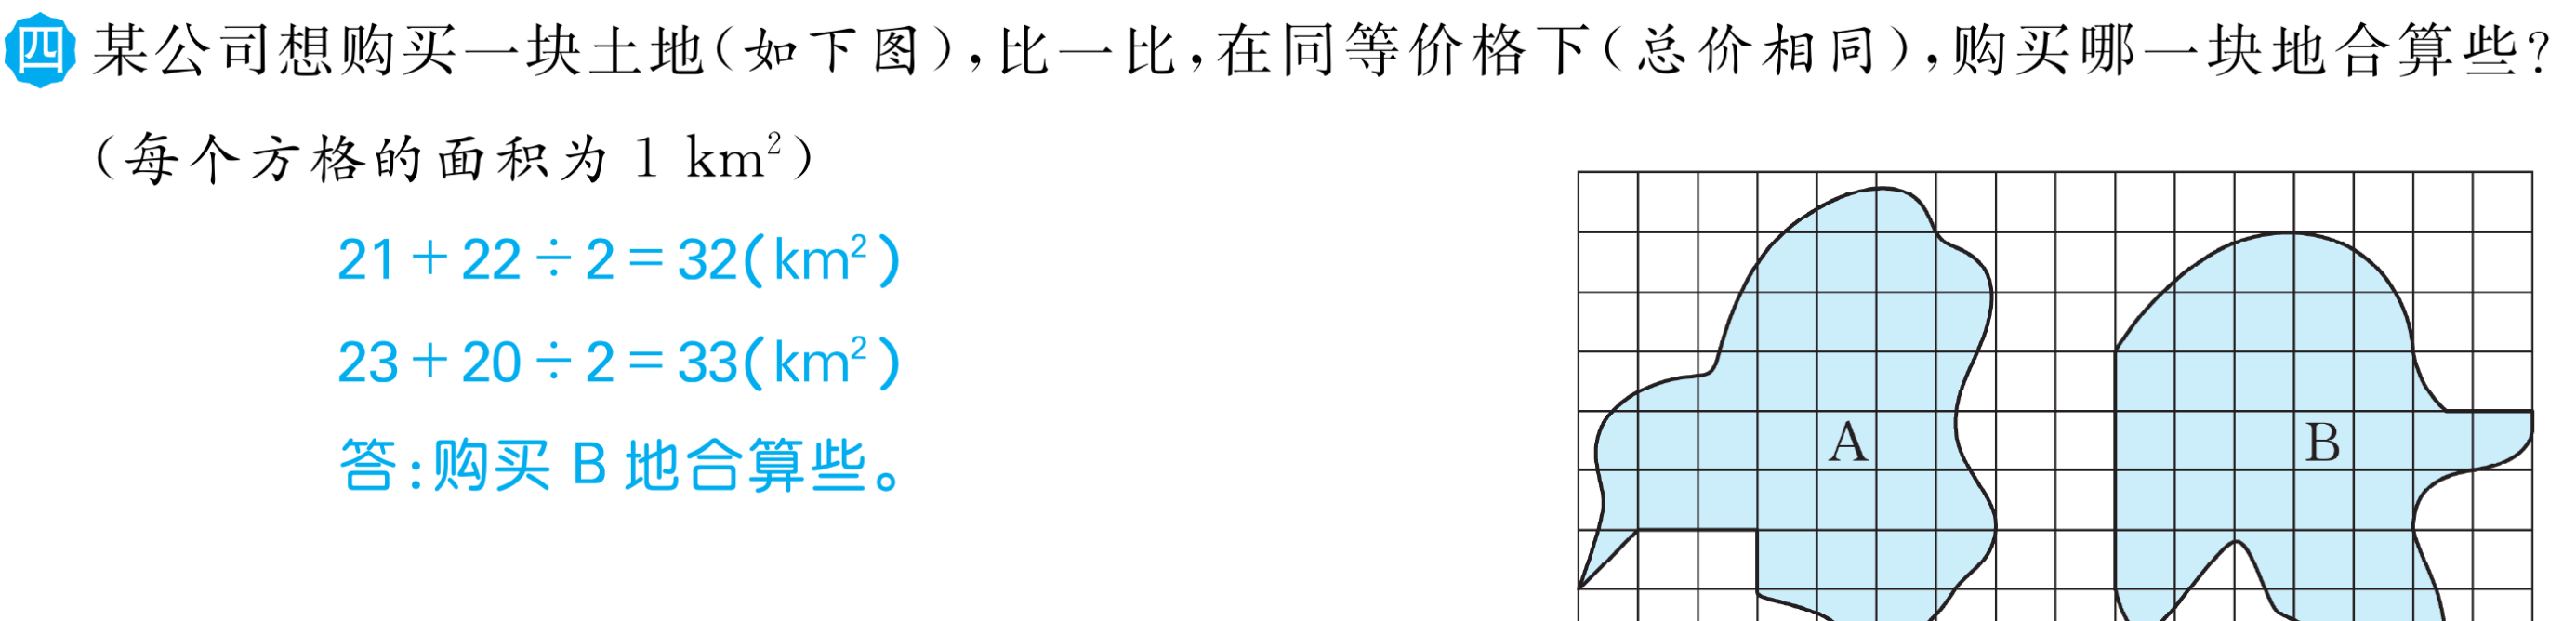 四 某公司想购买一块土地(如下图),比一比,在同等价格下(总价相同),购买哪一块地合算些?
(每个方格的面积为 1 km²)
21+22÷2=32(km²)
23+20÷2=33(km²)
答:购买 B 地合算些。
A
B